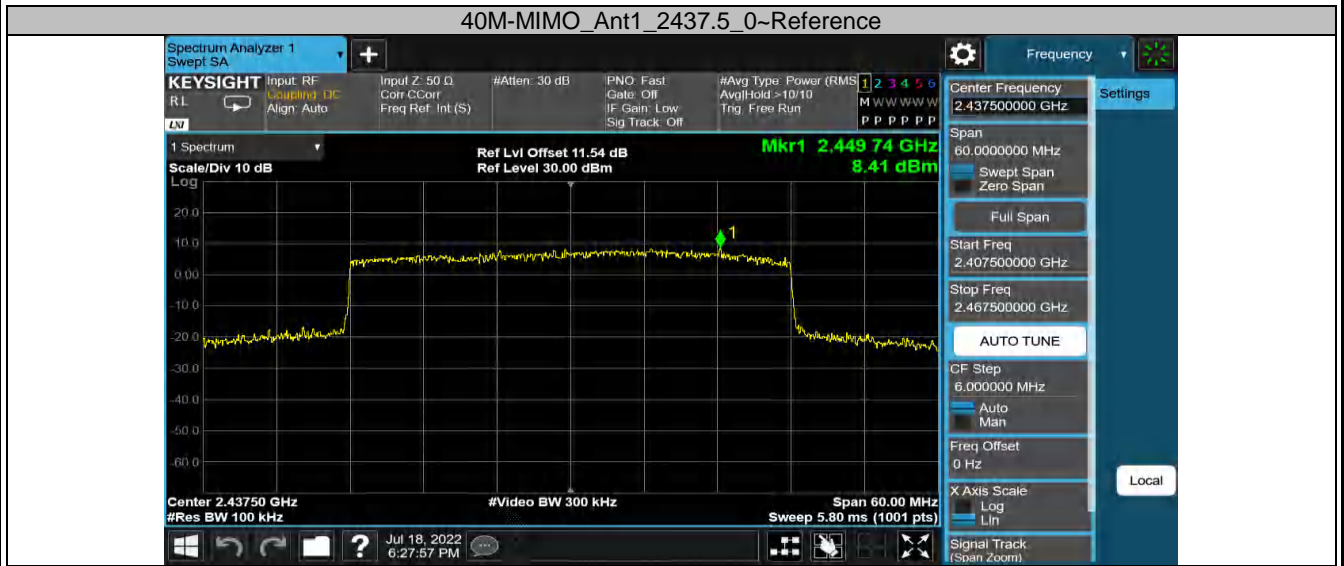 40M-MIMO_Ant1_2437.5_0~Reference
Spectrum Analyzer 1
Swept SA
+
Frequency
KEYSIGHT
RL
LXI
Input: RF
Coupling: DC
Align: Auto
Input Z: 50 Ω
Corr CCorr
Freq Ref: Int (S)
#Atten: 30 dB
PNO: Fast
Gate: Off
IF Gain: Low
Sig Track: Off
#Avg Type: Power (RMS
Avg|Hold:>10/10
Trig: Free Run
1 2 3 4 5 6
M W W W W W
P P P P P P
Center Frequency
2.437500000 GHz
Settings
Span
60.0000000 MHz
Swept Span
Zero Span
Full Span
Start Freq
2.407500000 GHz
Stop Freq
2.467500000 GHz
AUTO TUNE
CF Step
6.000000 MHz
Auto
Man
Freq Offset
0 Hz
X Axis Scale
Log
Lin
Signal Track
(Span Zoom)
Local
1 Spectrum
Scale/Div 10 dB
Ref Lvl Offset 11.54 dB
Ref Level 30.00 dBm
Mkr1 2.449 74 GHz
8.41 dBm
Log
20.0
10.0
0.00
-10.0
-20.0
-30.0
-40.0
-50.0
-60.0
1
Center 2.43750 GHz
#Res BW 100 kHz
#Video BW 300 kHz
Span 60.00 MHz
Sweep 5.80 ms (1001 pts)
?
Jul 18, 2022
6:27:57 PM